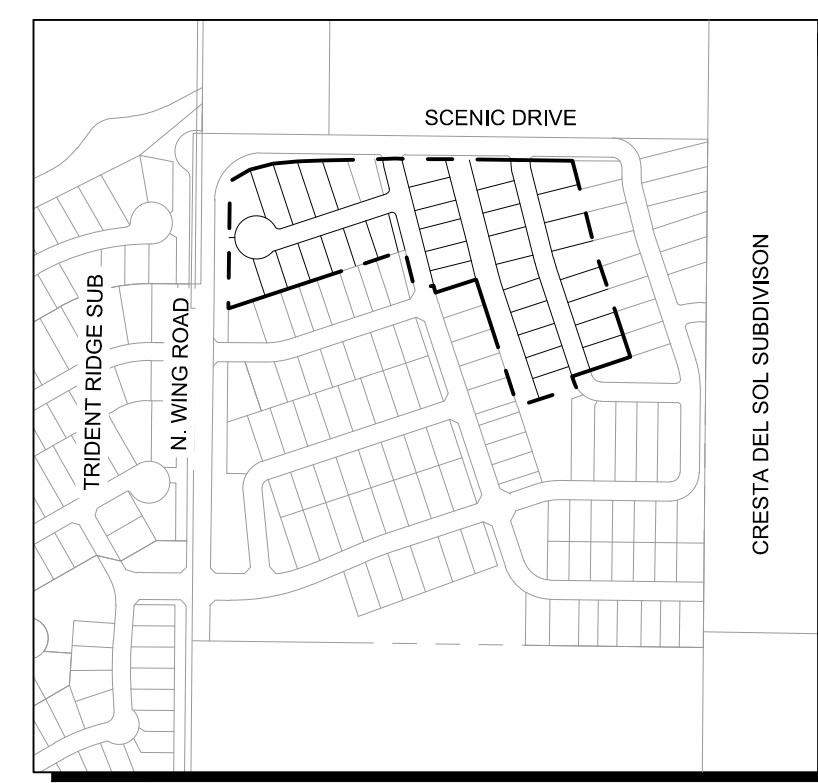 SCENIC DRIVE
TRIDENT RIDGE SUB
N. WING ROAD
CRESTA DEL SOL SUBDIVISON